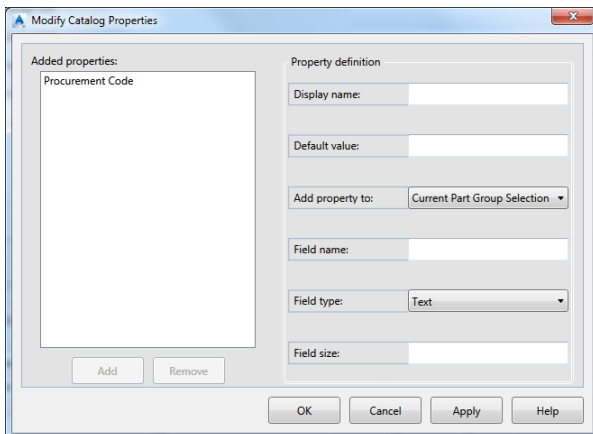 Modify Catalog Properties
Added properties:
Procurement Code
Add
Remove
Property definition
Display name:
Default value:
Add property to:
Current Part Group Selection
Field name:
Field type:
Text
Field size:
OK
Cancel
Apply
Help